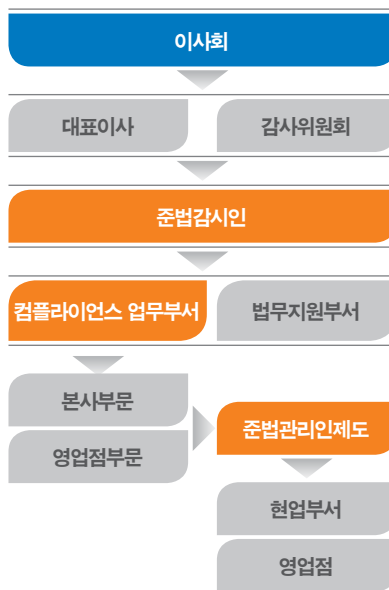 이사회
대표이사
감사위원회
준법감시인
컴플라이언스 업무부서
법무지원부서
본사부문
영업점부문
준법관리인제도
현업부서
영업점